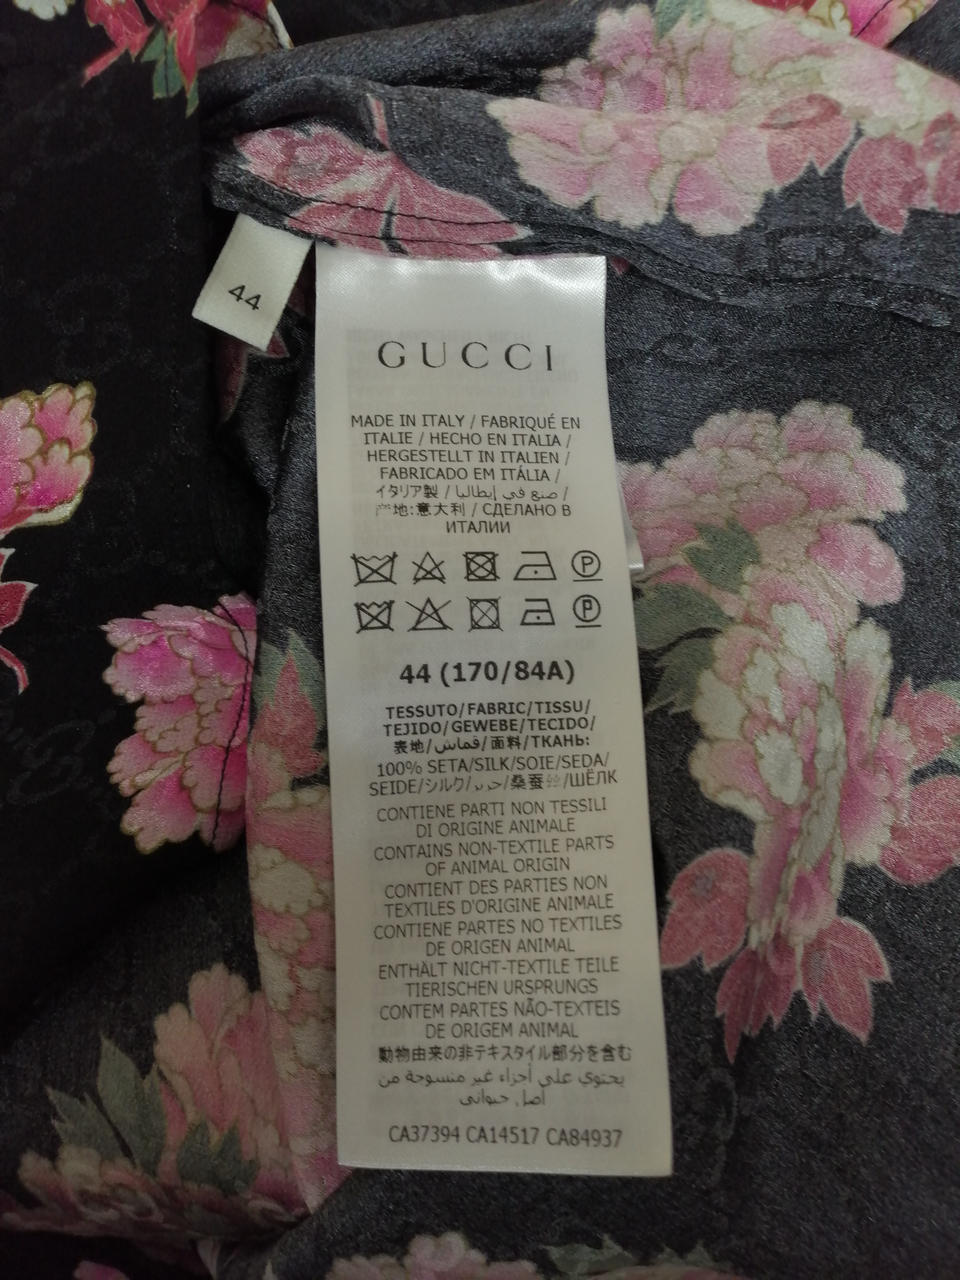 44
GUCCI
MADE IN ITALY / FABRIQUÉ EN
ITALIE / HECHO EN ITALIA /
HERGESTELLT IN ITALIEN /
FABRICADO EM ITÁLIA /
イタリア製 / صنع في إيطاليا /
产地:意大利 / СДЕЛАНО В
ИТАЛИИ
P
P
44 (170/84A)
TESSUTO/FABRIC/TISSU/
TEJIDO/GEWEBE/TECIDO/
表地/قماش/面料/ТКАНЬ:
100% SETA/SILK/SOIE/SEDA/
SEIDE/シルク/حرير/桑蚕丝/ШЁЛК
CONTIENE PARTI NON TESSILI
DI ORIGINE ANIMALE
CONTAINS NON-TEXTILE PARTS
OF ANIMAL ORIGIN
CONTIENT DES PARTIES NON
TEXTILES D'ORIGINE ANIMALE
CONTIENE PARTES NO TEXTILES
DE ORIGEN ANIMAL
ENTHÄLT NICHT-TEXTILE TEILE
TIERISCHEN URSPRUNGS
CONTEM PARTES NÃO-TEXTEIS
DE ORIGEM ANIMAL
動物由来の非テキスタイル部分を含む
يحتوي على أجزاء غير منسوجة من
أصل حيواني
CA37394 CA14517 CA84937